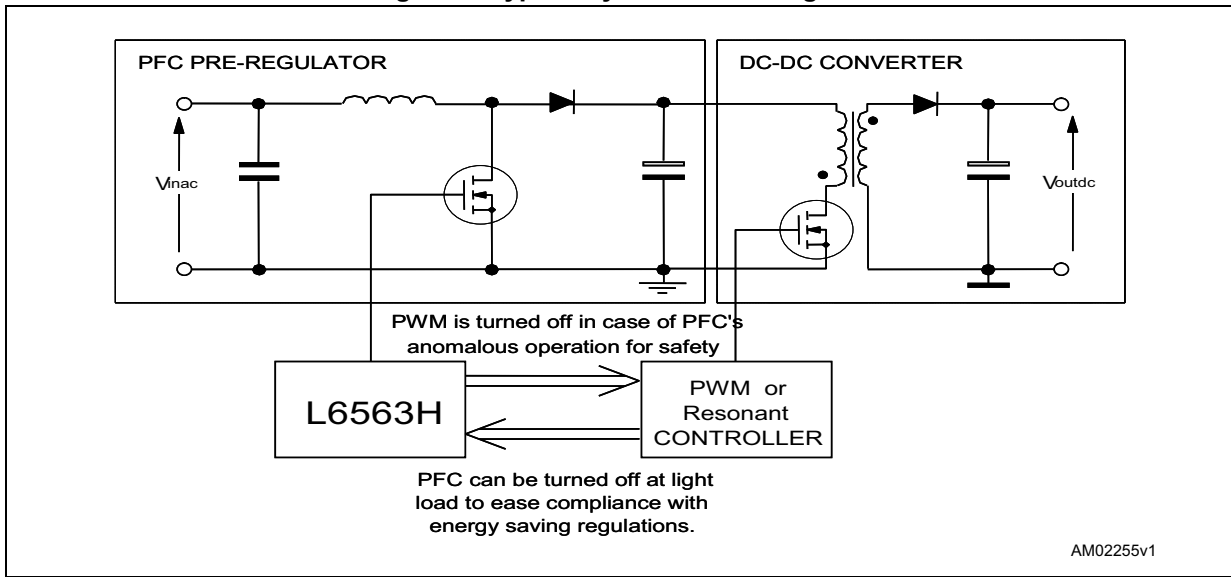 PFC PRE-REGULATOR
DC-DC CONVERTER
Vinac
Voutdc
PWM is turned off in case of PFC's
anomalous operation for safety
L6563H
PWM or
Resonant
CONTROLLER
PFC can be turned off at light
load to ease compliance with
energy saving regulations.
AM02255v1